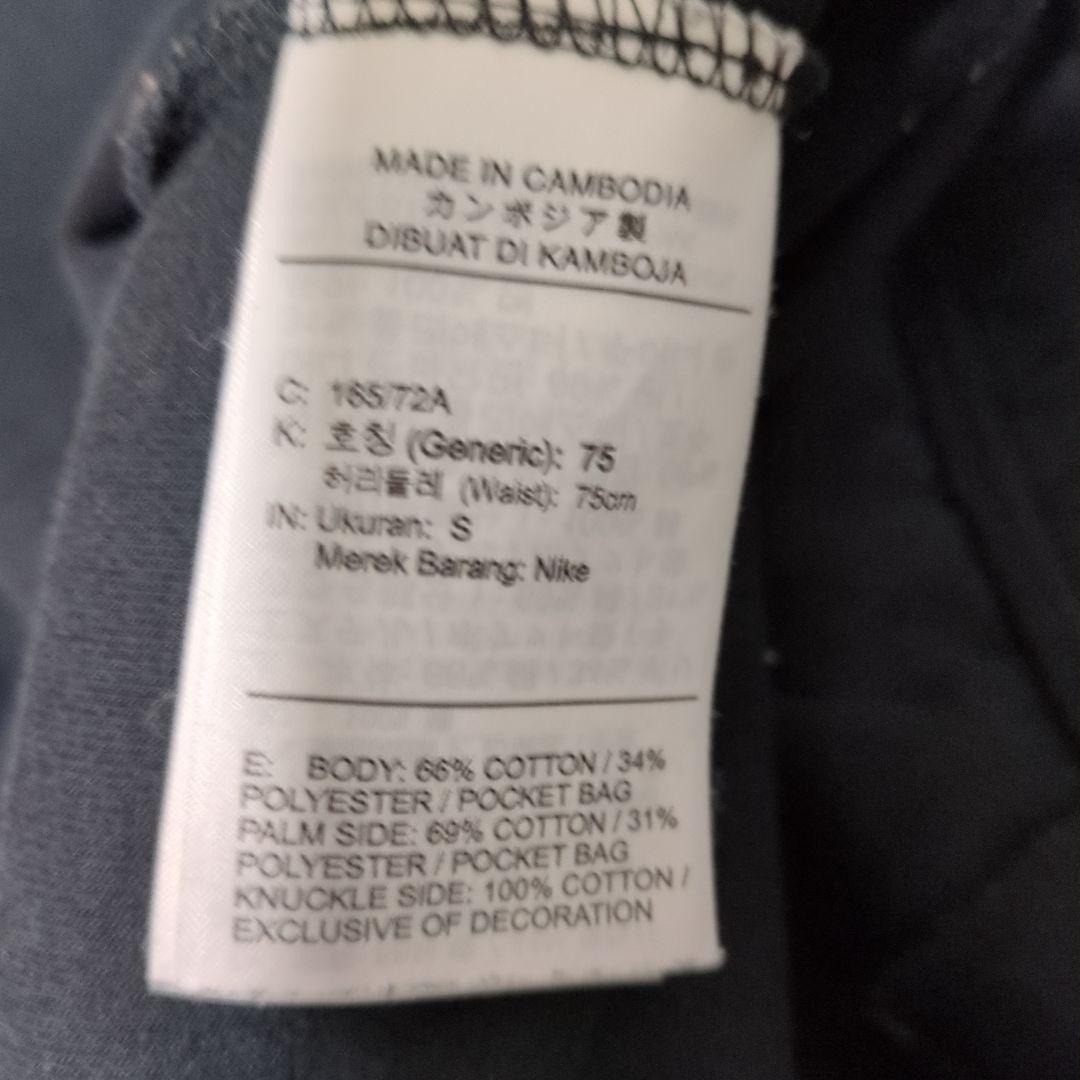 MADE IN CAMBODIA
カンボジア製
DIBUAT DI KAMBOJA
C: 165/72A
K: 호칭 (Generic): 75
허리둘레 (Waist): 75cm
IN: Ukuran: S
Merek Barang: Nike
E: BODY: 66% COTTON / 34%
POLYESTER / POCKET BAG
PALM SIDE: 69% COTTON / 31%
POLYESTER / POCKET BAG
KNUCKLE SIDE: 100% COTTON /
EXCLUSIVE OF DECORATION